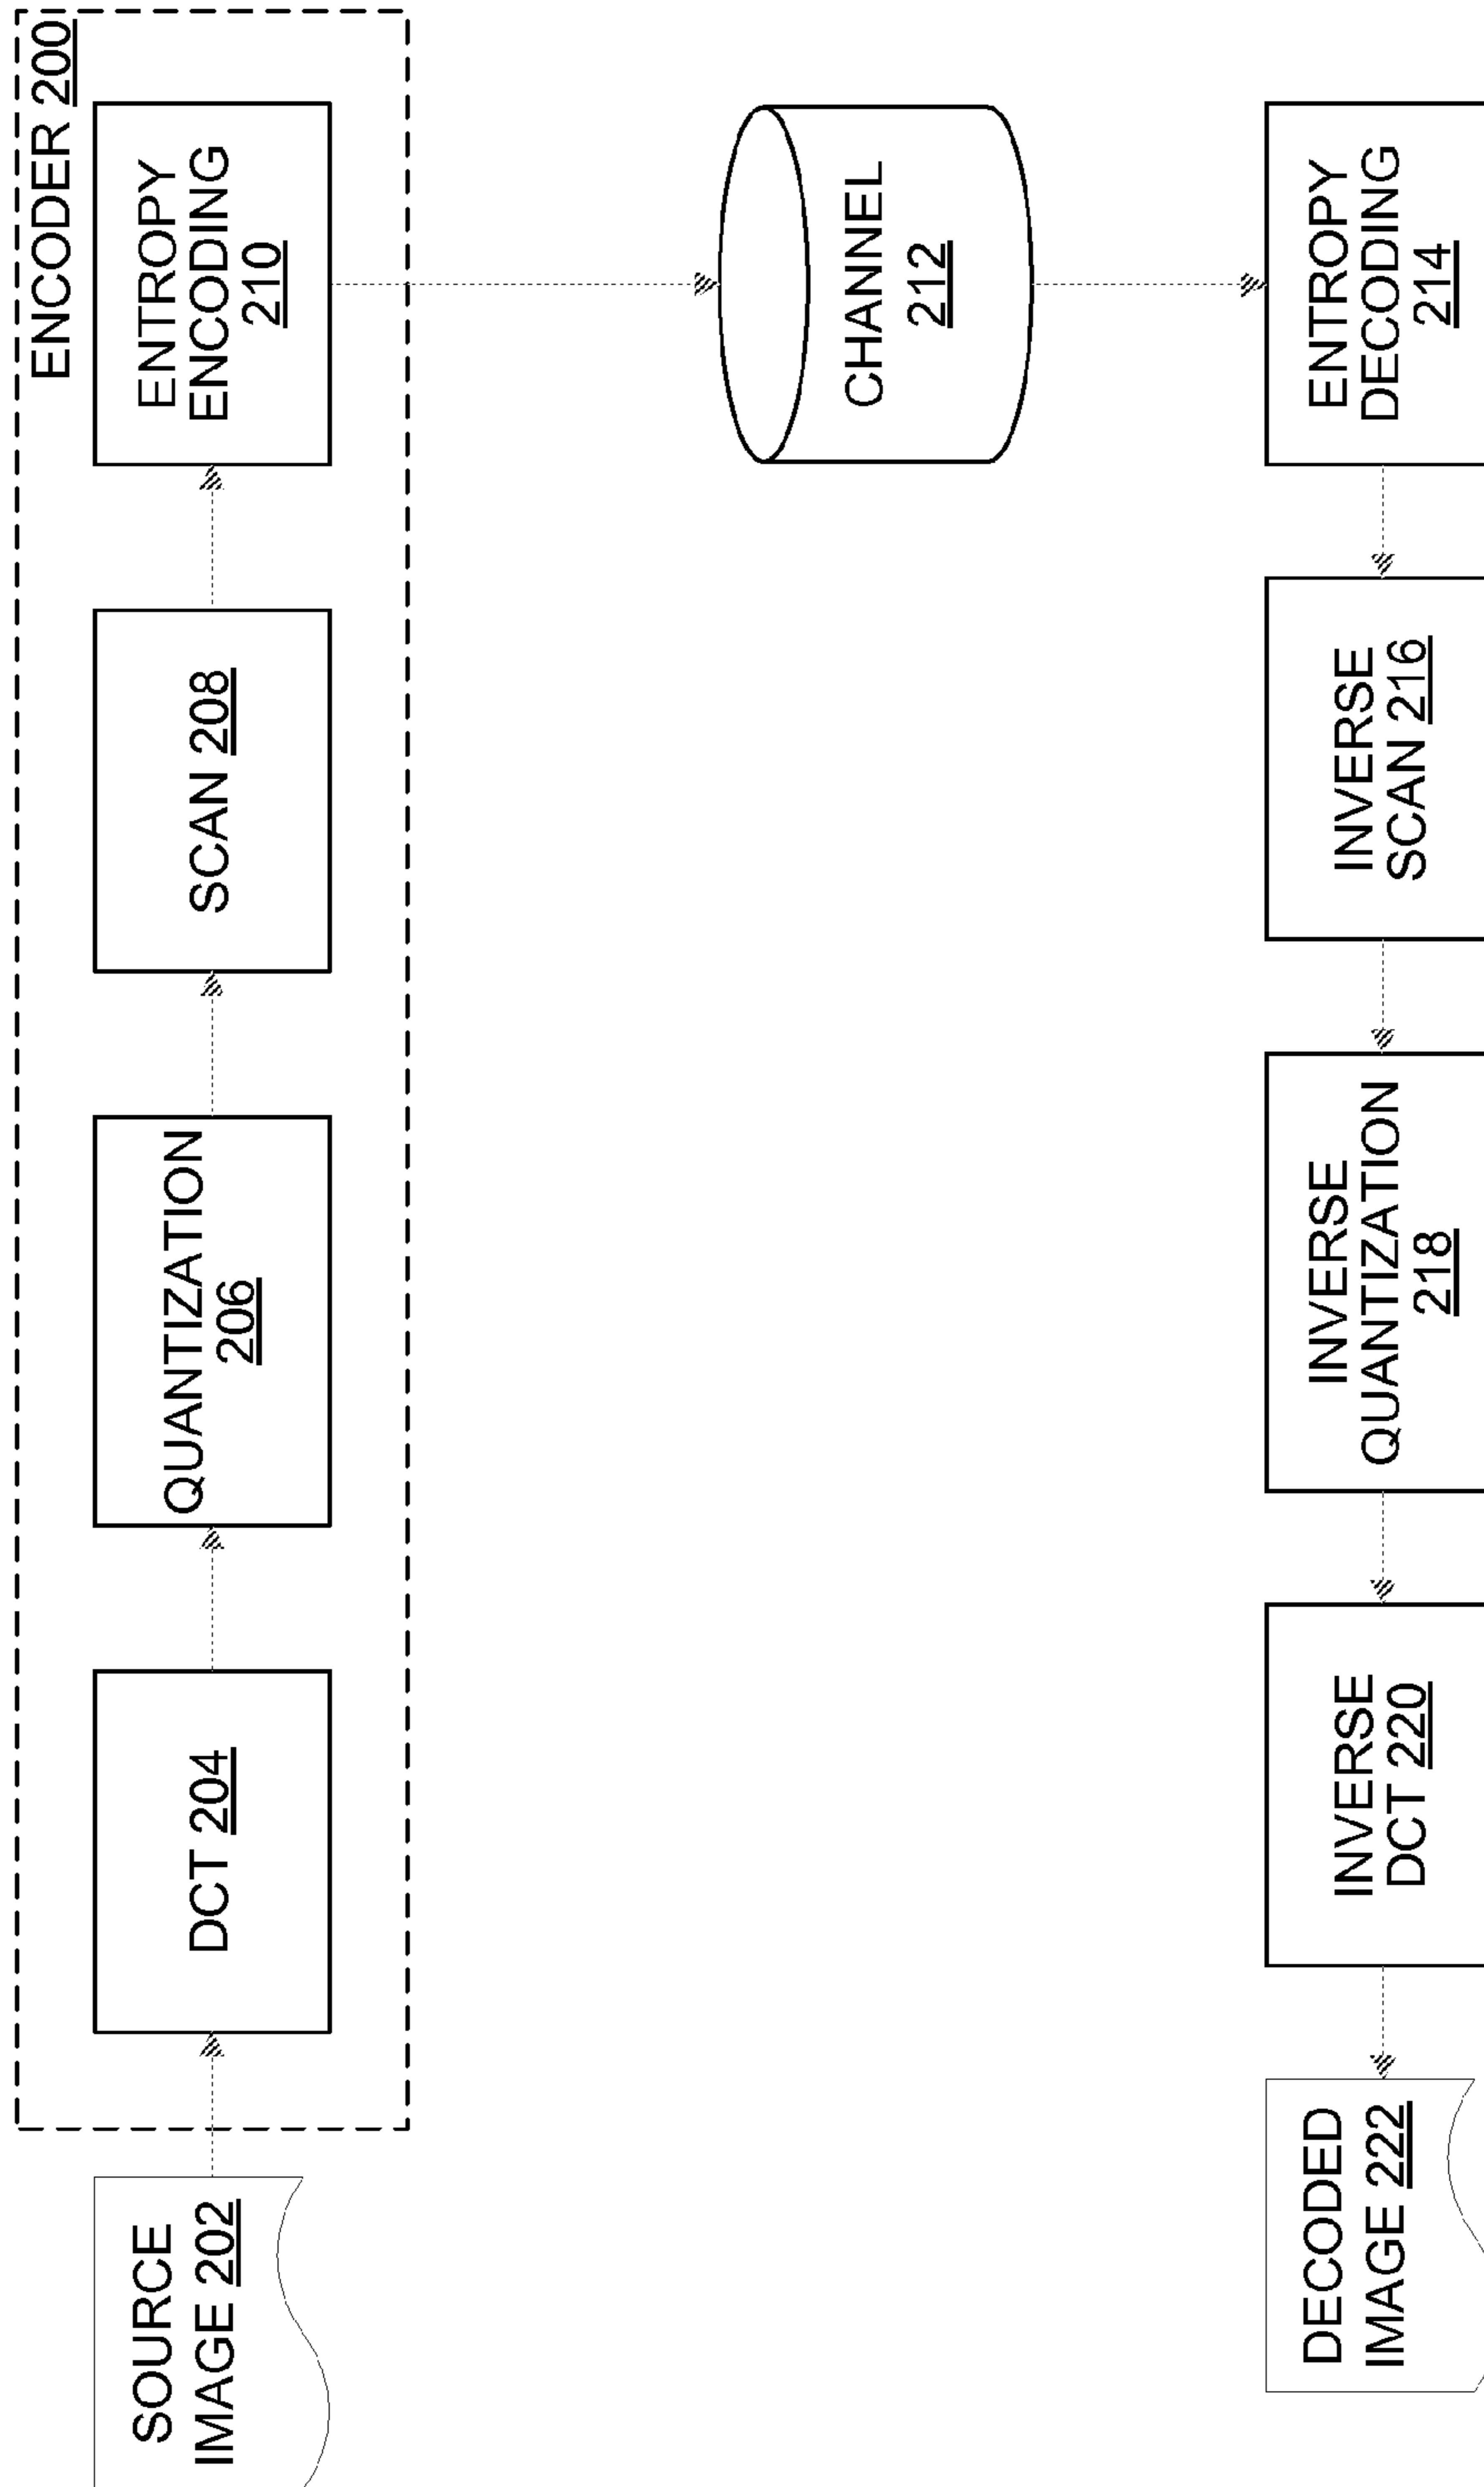 ENCODER 200
SOURCE
IMAGE 202
DCT 204
QUANTIZATION
206
SCAN 208
ENTROPY
ENCODING
210
CHANNEL
212
DECODED
IMAGE 222
INVERSE
DCT 220
INVERSE
QUANTIZATION
218
INVERSE
SCAN 216
ENTROPY
DECODING
214